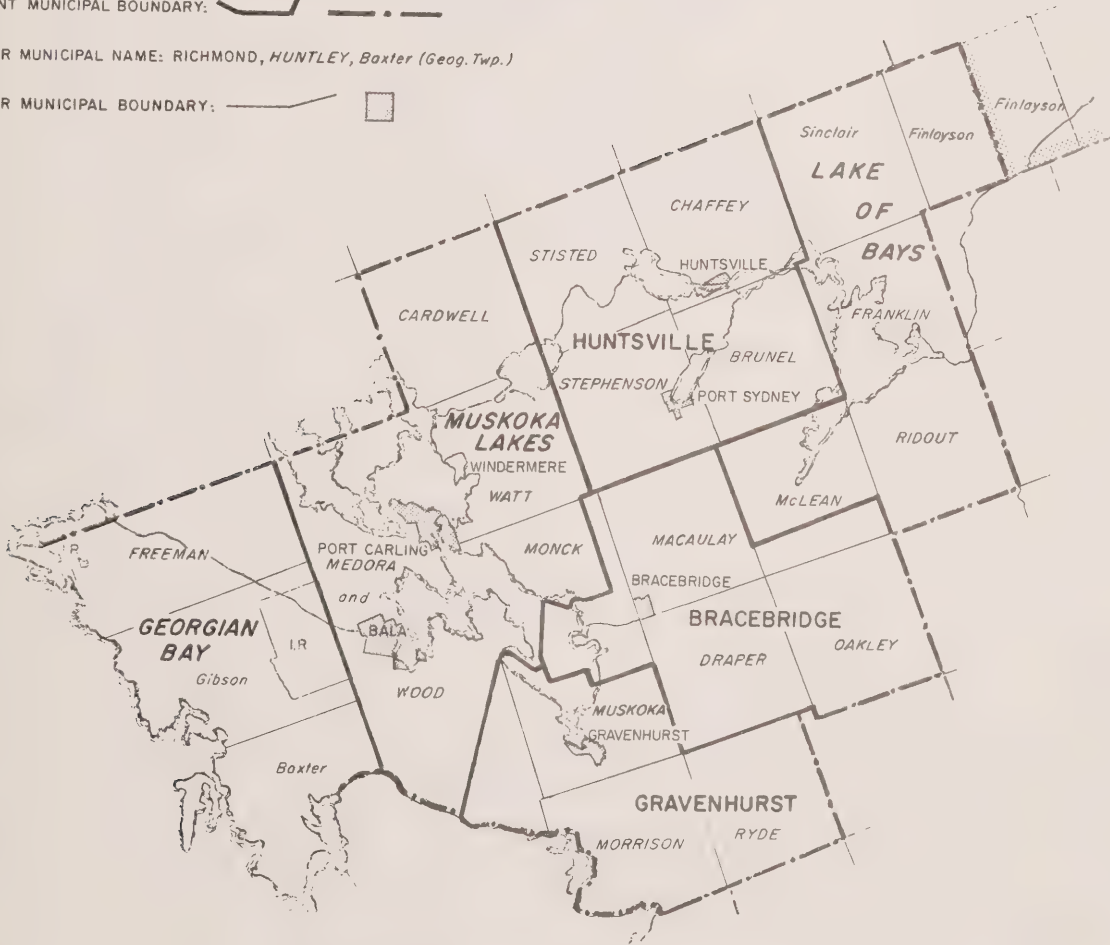 NT MUNICIPAL BOUNDARY:
R MUNICIPAL NAME: RICHMOND, HUNTLEY, Baxter (Geog. Twp.)
R MUNICIPAL BOUNDARY:
Finlayson
Sinclair
Finlayson
LAKE
OF
BAYS
CHAFFEY
STISTED
HUNTSVILLE
FRANKLIN
CARDWELL
HUNTSVILLE
BRUNEL
STEPHENSON
PORT SYDNEY
MUSKOKA
LAKES
RIDOUT
WINDERMERE
WATT
McLEAN
FREEMAN
PORT CARLING
MEDORA
and
MONCK
MACAULAY
BRACEBRIDGE
BALA
BRACEBRIDGE
GEORGIAN
BAY
I.R
Gibson
OAKLEY
DRAPER
WOOD
MUSKOKA
GRAVENHURST
Baxter
GRAVENHURST
MORRISON
RYDE